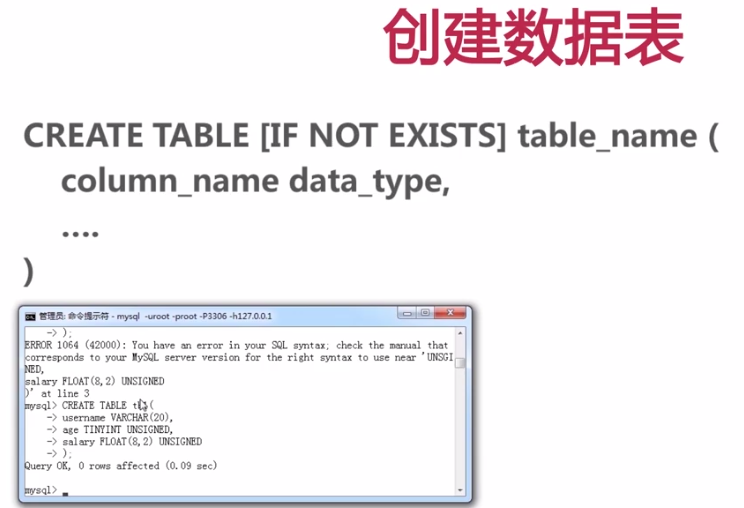 创建数据表
CREATE TABLE [IF NOT EXISTS] table_name (
column_name data_type,
....
)
管理员: 命令提示符 - mysql -uroot -proot -P3306 -h127.0.0.1
-> );
ERROR 1064 (42000): You have an error in your SQL syntax; check the manual that
corresponds to your MySQL server version for the right syntax to use near 'UNSGI
NED,
salary FLOAT(8,2) UNSIGNED
)' at line 3
mysql> CREATE TABLE
-> username VARCHAR(20),
-> age TINYINT UNSIGNED,
-> salary FLOAT(8,2) UNSIGNED
-> );
Query OK, 0 rows affected (0.09 sec)
mysql>